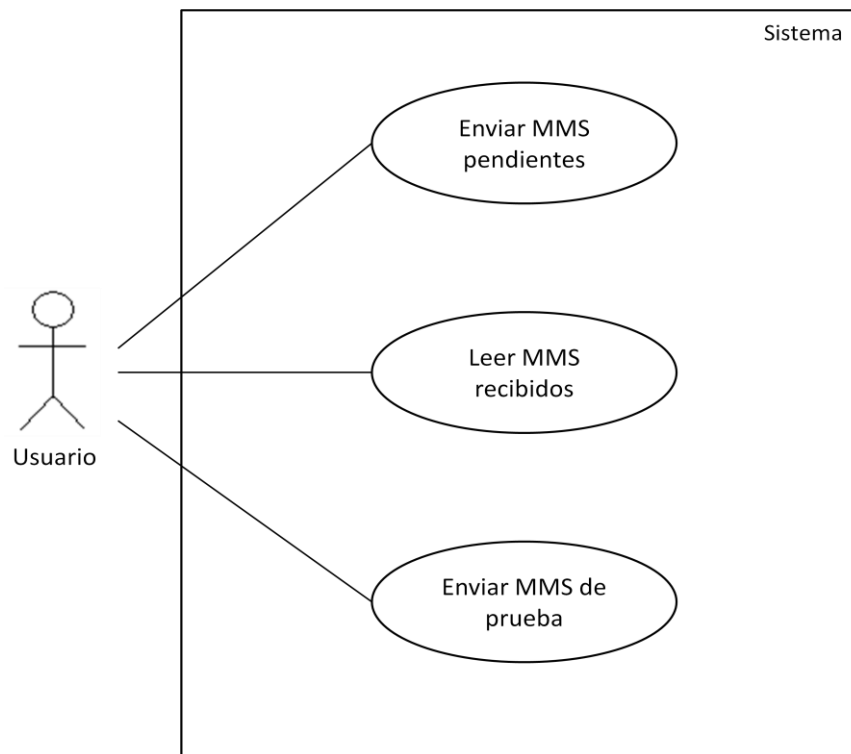 Sistema
Enviar MMS
pendientes
Leer MMS
recibidos
Usuario
Enviar MMS de
prueba